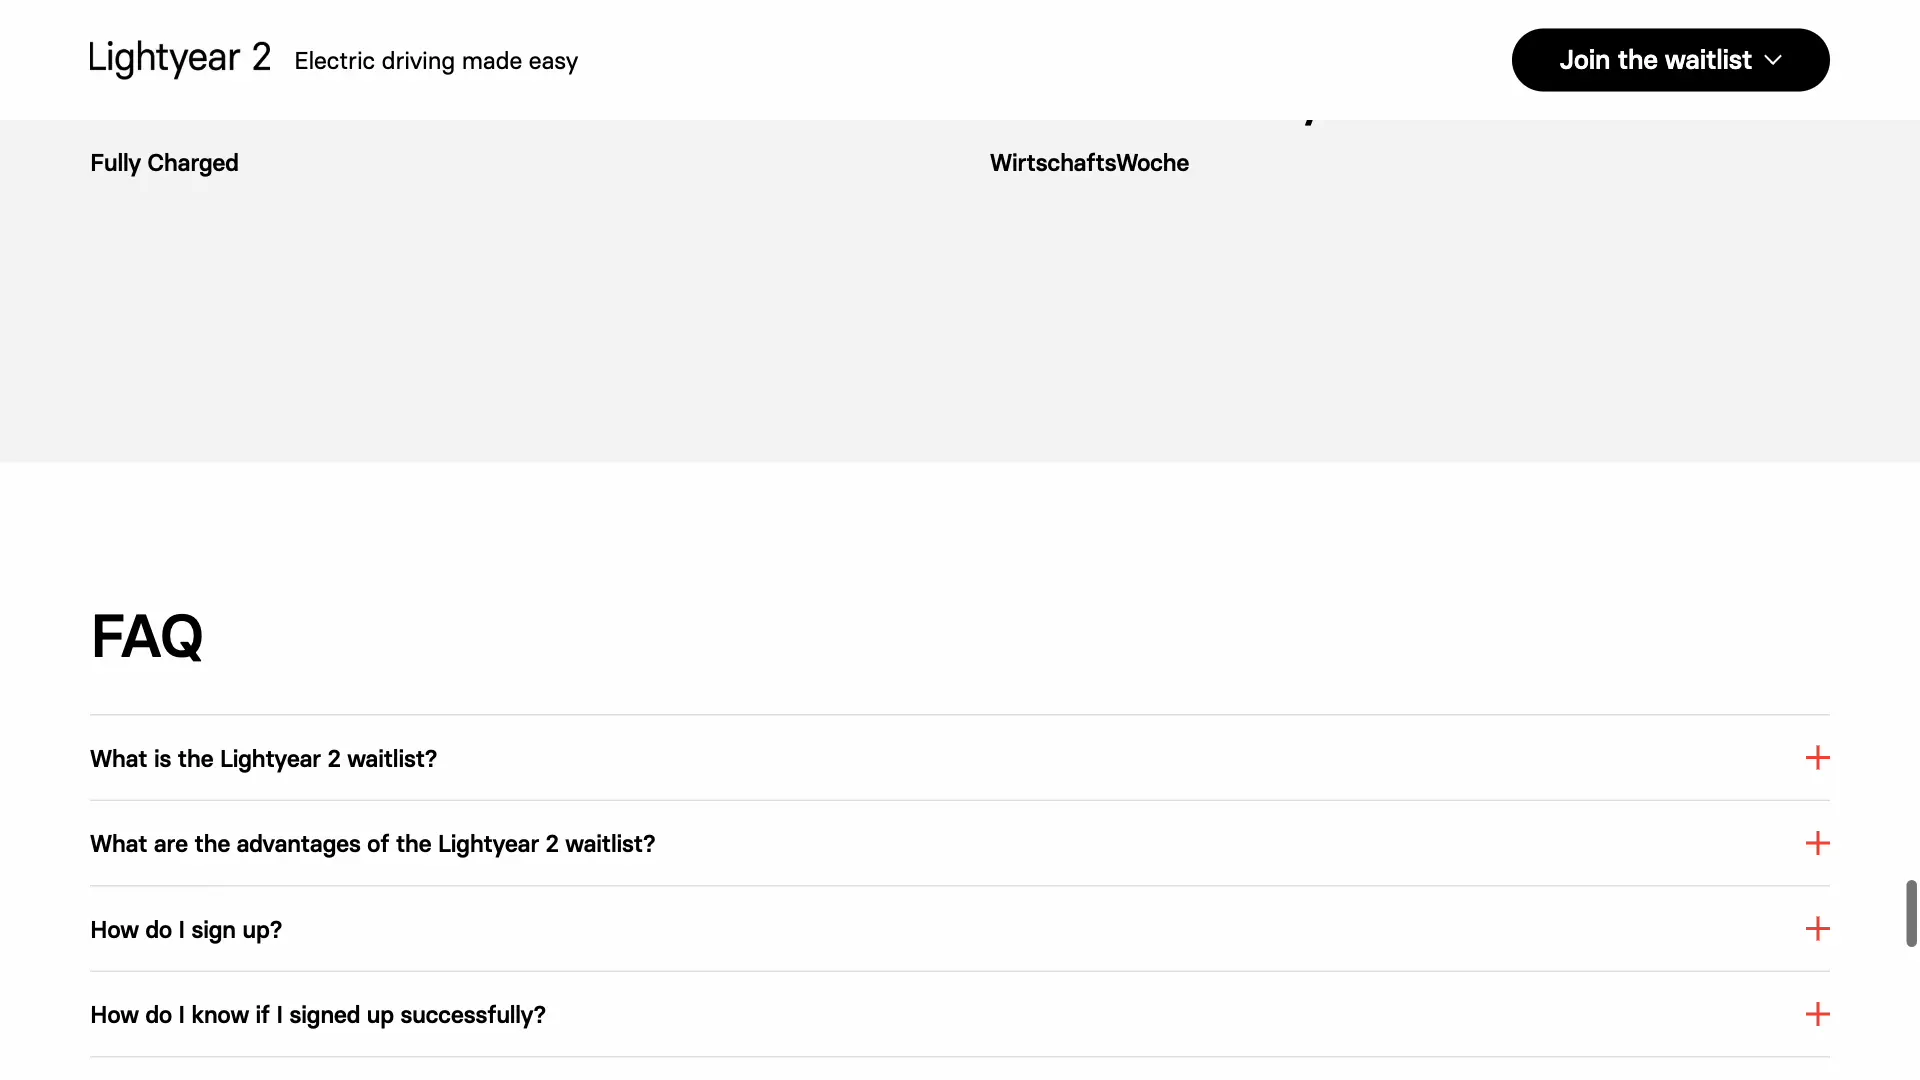 Lightyear 2 Electric driving made easy
Join the waitlist
Fully Charged
WirtschaftsWoche
FAQ
What is the Lightyear 2 waitlist?
What are the advantages of the Lightyear 2 waitlist?
How do I sign up?
How do I know if I signed up successfully?